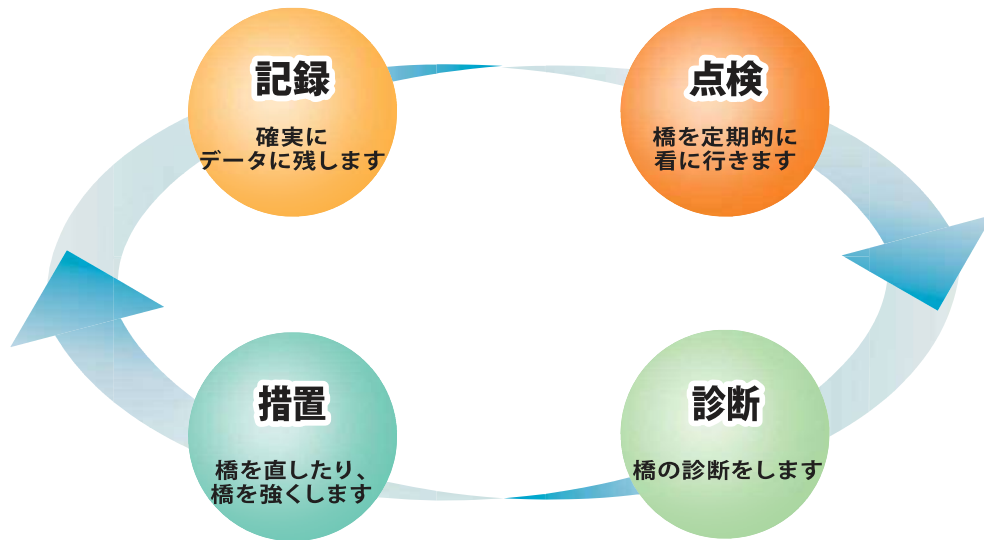 記録
確実に
データに残します
点検
橋を定期的に
看に行きます
措置
橋を直したり、
橋を強くします
診断
橋の診断をします